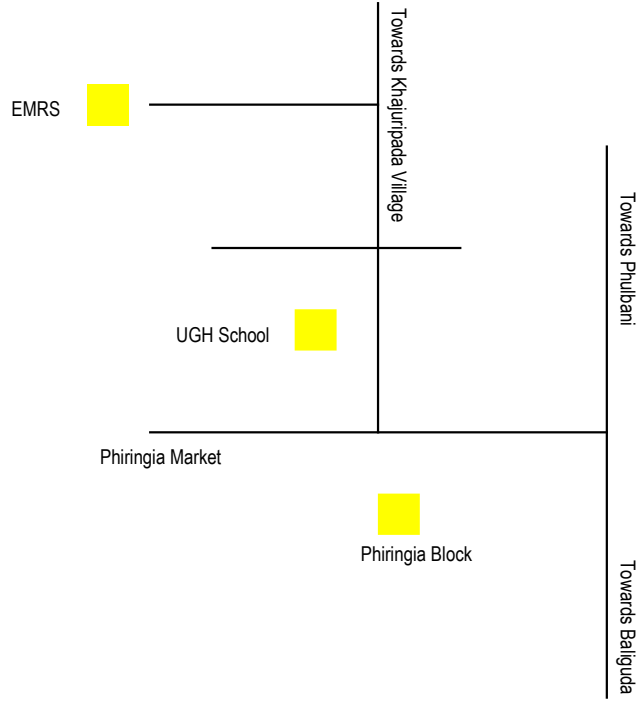 Towards Khajuripada Village
EMRS
Towards Phulbani
UGH School
Phiringia Market
Phiringia Block
Towards Baliguda